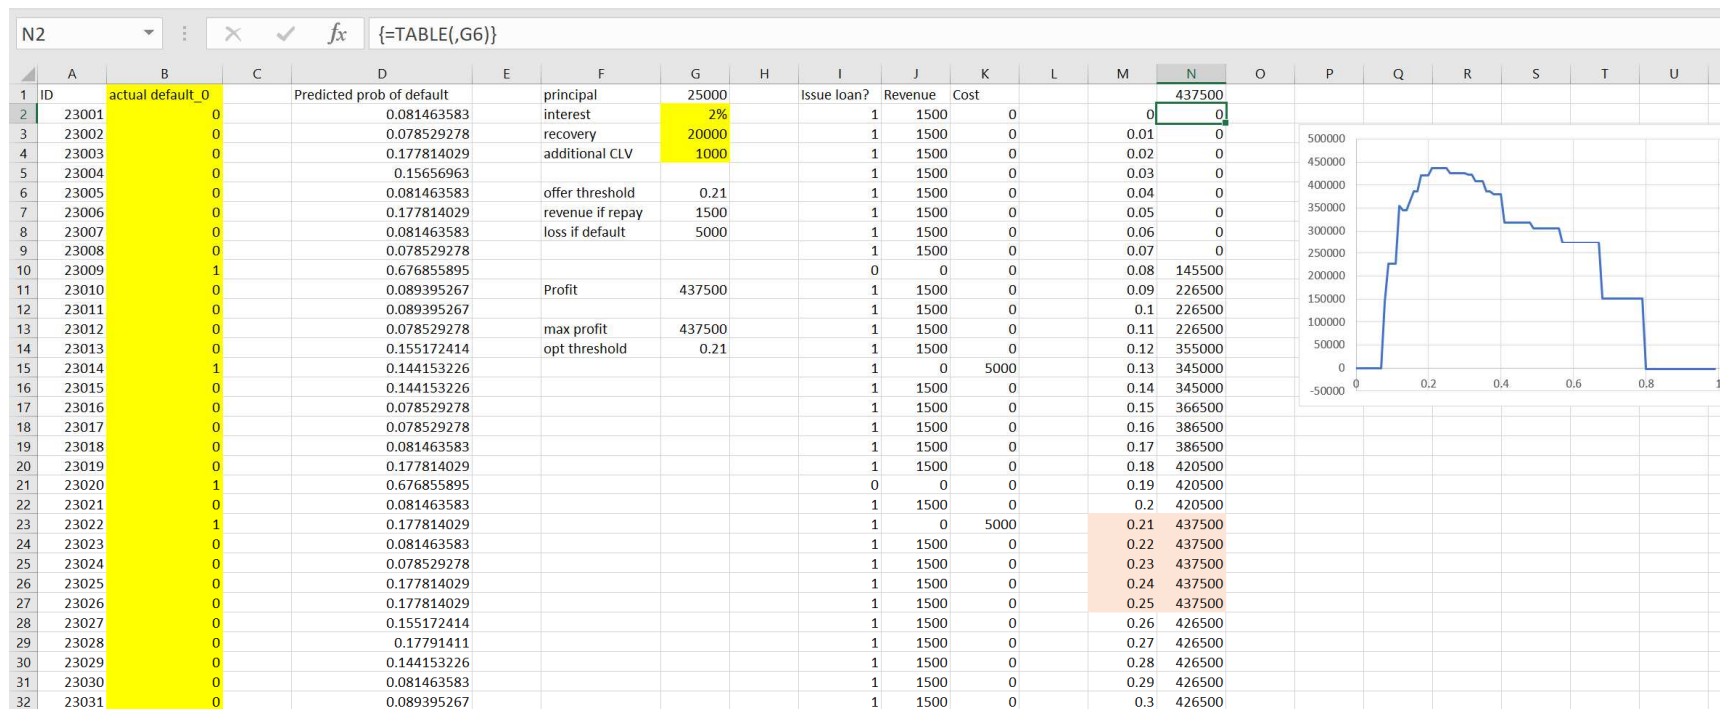 N2 fx {=TABLE(,G6)}
A B C D E F G H I J K L M N O P Q R S T U
1 ID actual default_0 Predicted prob of default principal 25000 Issue loan? Revenue Cost 437500
2 23001 0 0.081463583 interest 2% 1 1500 0 0 0
3 23002 0 0.078529278 recovery 20000 1 1500 0 0.01 0
4 23003 0 0.177814029 additional CLV 1000 1 1500 0 0.02 0
5 23004 0 0.15656963 1 1500 0 0.03 0
6 23005 0 0.081463583 offer threshold 0.21 1 1500 0 0.04 0
7 23006 0 0.177814029 revenue if repay 1500 1 1500 0 0.05 0
8 23007 0 0.081463583 loss if default 5000 1 1500 0 0.06 0
9 23008 0 0.078529278 1 1500 0 0.07 0
10 23009 1 0.676855895 0 0 0 0.08 145500
11 23010 0 0.089395267 Profit 437500 1 1500 0 0.09 226500
12 23011 0 0.089395267 1 1500 0 0.1 226500
13 23012 0 0.078529278 max profit 437500 1 1500 0 0.11 226500
14 23013 0 0.155172414 opt threshold 0.21 1 1500 0 0.12 355000
15 23014 1 0.144153226 1 0 5000 0.13 345000
16 23015 0 0.144153226 1 1500 0 0.14 345000
17 23016 0 0.078529278 1 1500 0 0.15 366500
18 23017 0 0.078529278 1 1500 0 0.16 386500
19 23018 0 0.081463583 1 1500 0 0.17 386500
20 23019 0 0.177814029 1 1500 0 0.18 420500
21 23020 1 0.676855895 0 0 0 0.19 420500
22 23021 0 0.081463583 1 1500 0 0.2 420500
23 23022 1 0.177814029 1 0 5000 0.21 437500
24 23023 0 0.081463583 1 1500 0 0.22 437500
25 23024 0 0.078529278 1 1500 0 0.23 437500
26 23025 0 0.177814029 1 1500 0 0.24 437500
27 23026 0 0.177814029 1 1500 0 0.25 437500
28 23027 0 0.155172414 1 1500 0 0.26 426500
29 23028 0 0.17791411 1 1500 0 0.27 426500
30 23029 0 0.144153226 1 1500 0 0.28 426500
31 23030 0 0.081463583 1 1500 0 0.29 426500
32 23031 0 0.089395267 1 1500 0 0.3 426500
500000
450000
400000
350000
300000
250000
200000
150000
100000
50000
0
-50000
0 0.2 0.4 0.6 0.8 1